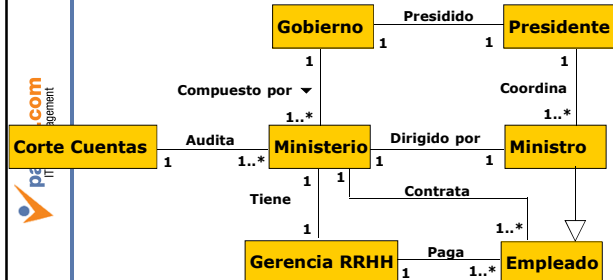 Gobierno
Presidido
Presidente
1
1
1
1
Compuesto por
Coordina
1..*
1..*
Corte Cuentas
Audita
Ministerio
Dirigido por
Ministro
1
1..*
1
1
1
1
Tiene
Contrata
1
1..*
Gerencia RRHH
Paga
Empleado
1
1..*
.com